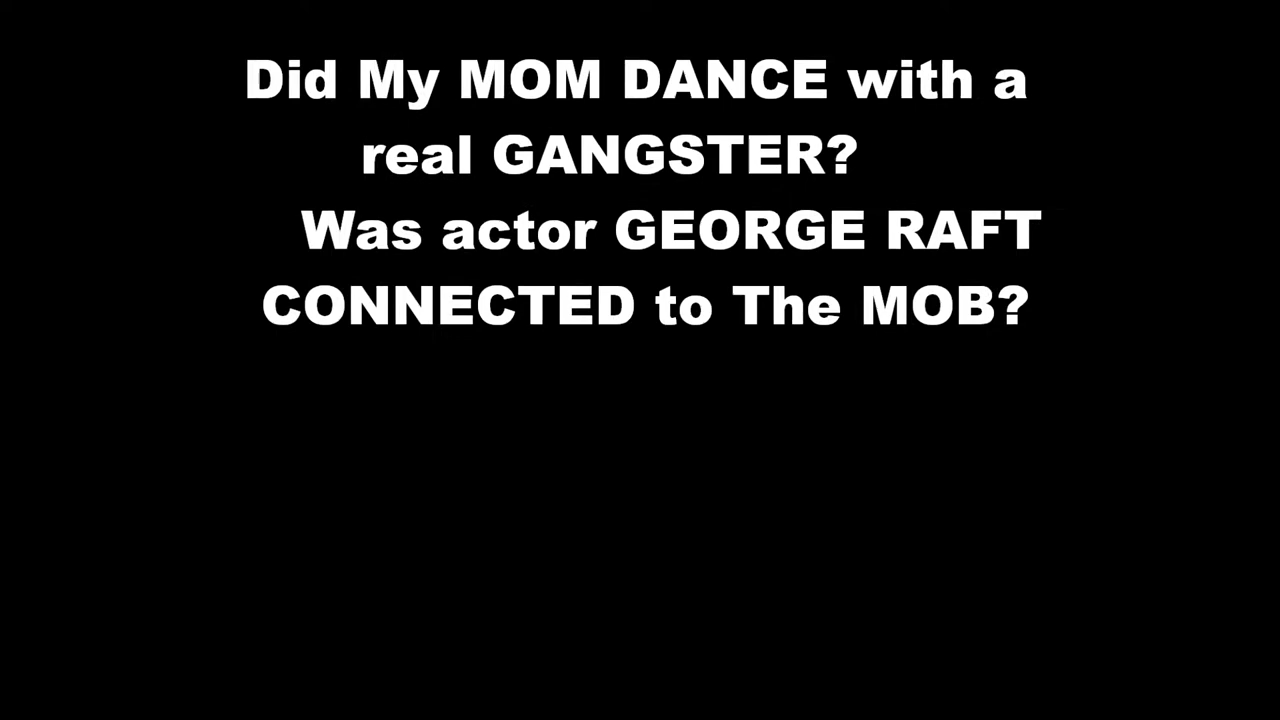 Did My MOM DANCE with a
real GANGSTER?
Was actor GEORGE RAFT
CONNECTED to The MOB?